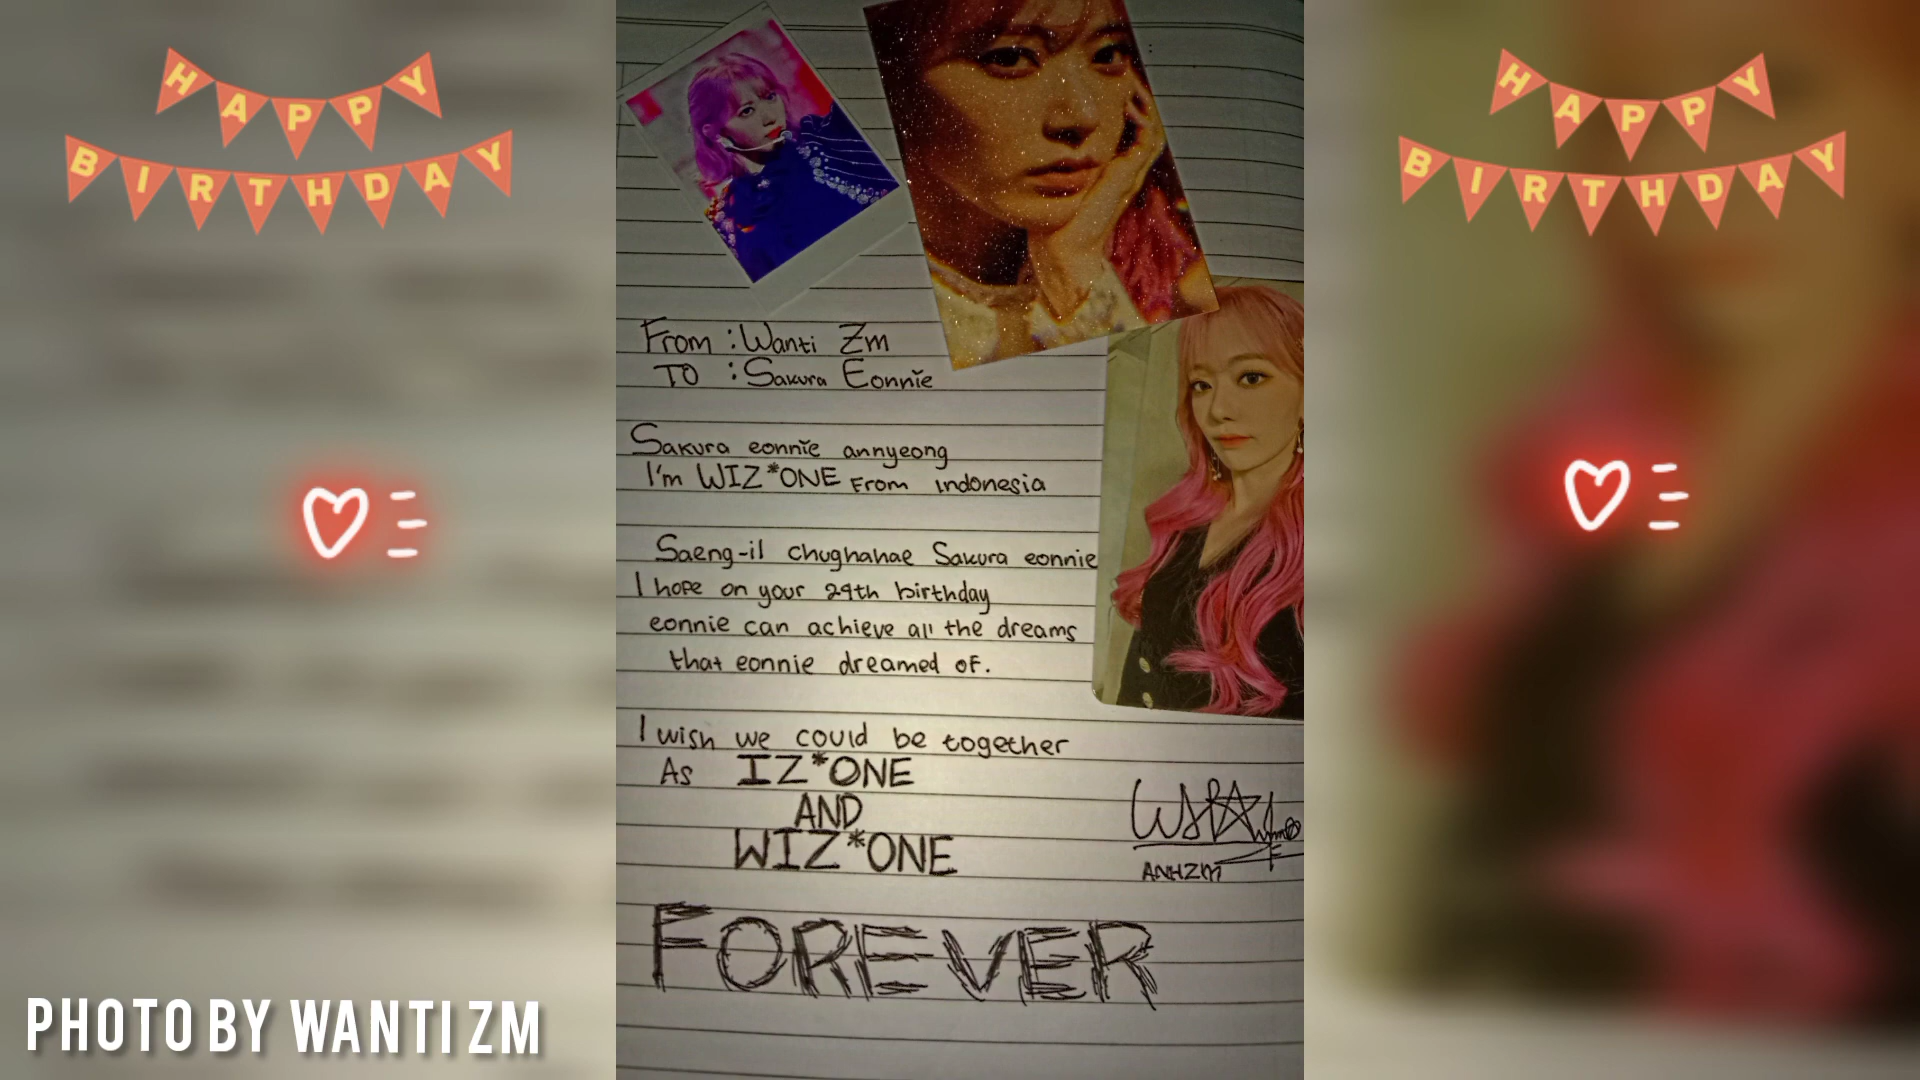 HAPPY
BIRTHDAY
HAPPY
BIRTHDAY
From : Wanti Zm
TO : Sakura Eonnie
Sakura eonnie annyeong
I'm WIZ*ONE From indonesia
Saeng-il chughahae Sakura eonnie
I hope on your 24th birthday
eonnie can achieve all the dreams
that eonnie dreamed of.
I wish we could be together
As IZ*ONE
AND
WIZ*ONE
ANHZM
FOREVER
PHOTO BY WANTI ZM